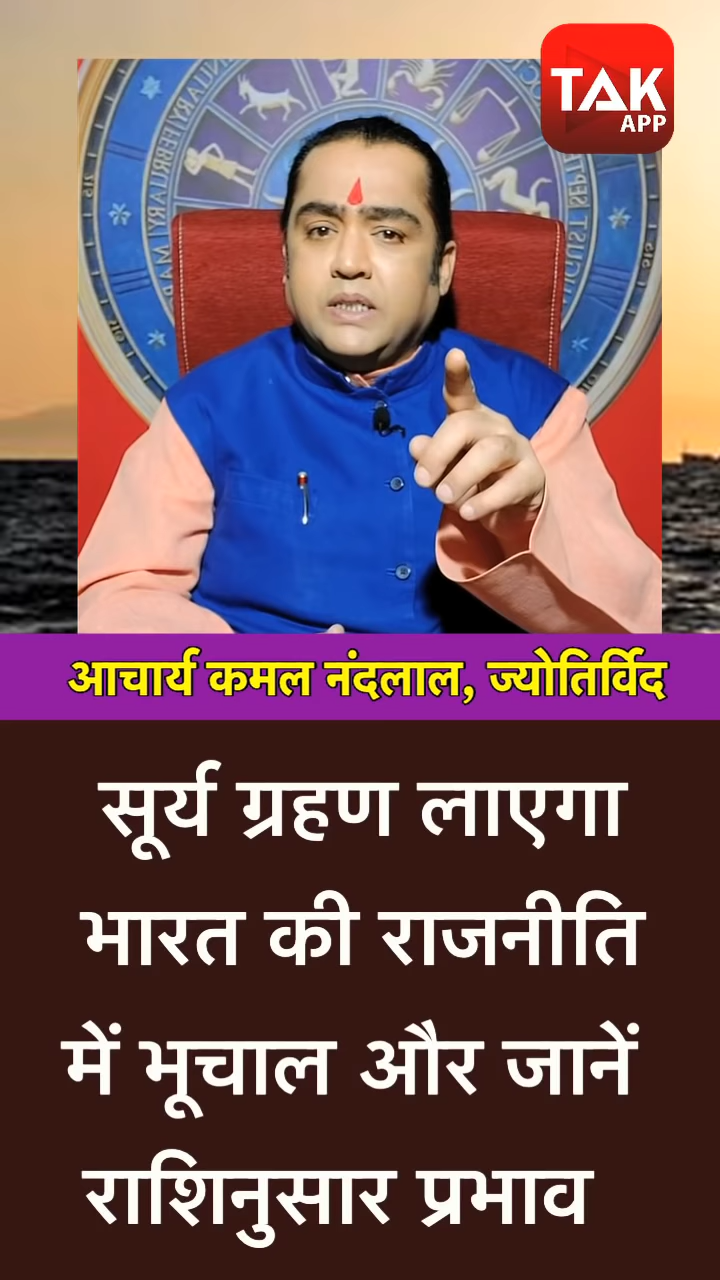 TAK
APP
आचार्य कमल नंदलाल, ज्योतिर्विद
सूर्य ग्रहण लाएगा
भारत की राजनीति
में भूचाल और जानें
राशिनुसार प्रभाव